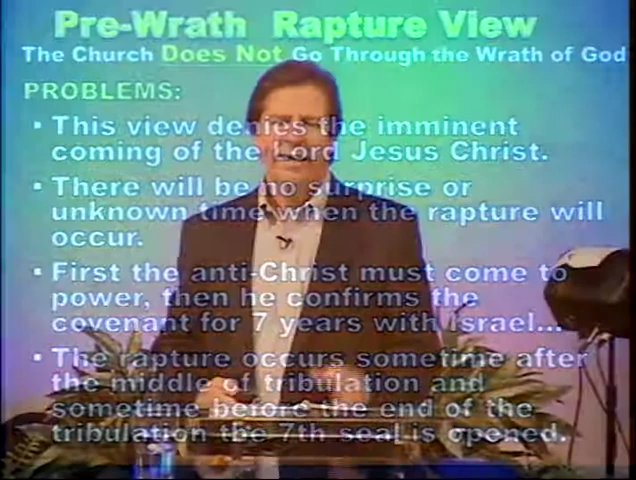 Pre-Wrath Rapture View
The Church Does Not Go Through the Wrath of God
PROBLEMS:
• This view denies the imminent
coming of the Lord Jesus Christ.
• There will be no surprise or
unknown time when the rapture will
occur.
• First the anti-Christ must come to
power, then he confirms the
covenant for 7 years with Israel...
• The rapture occurs sometime after
the middle of tribulation and
sometime before the end of the
tribulation the 7th seal is opened.